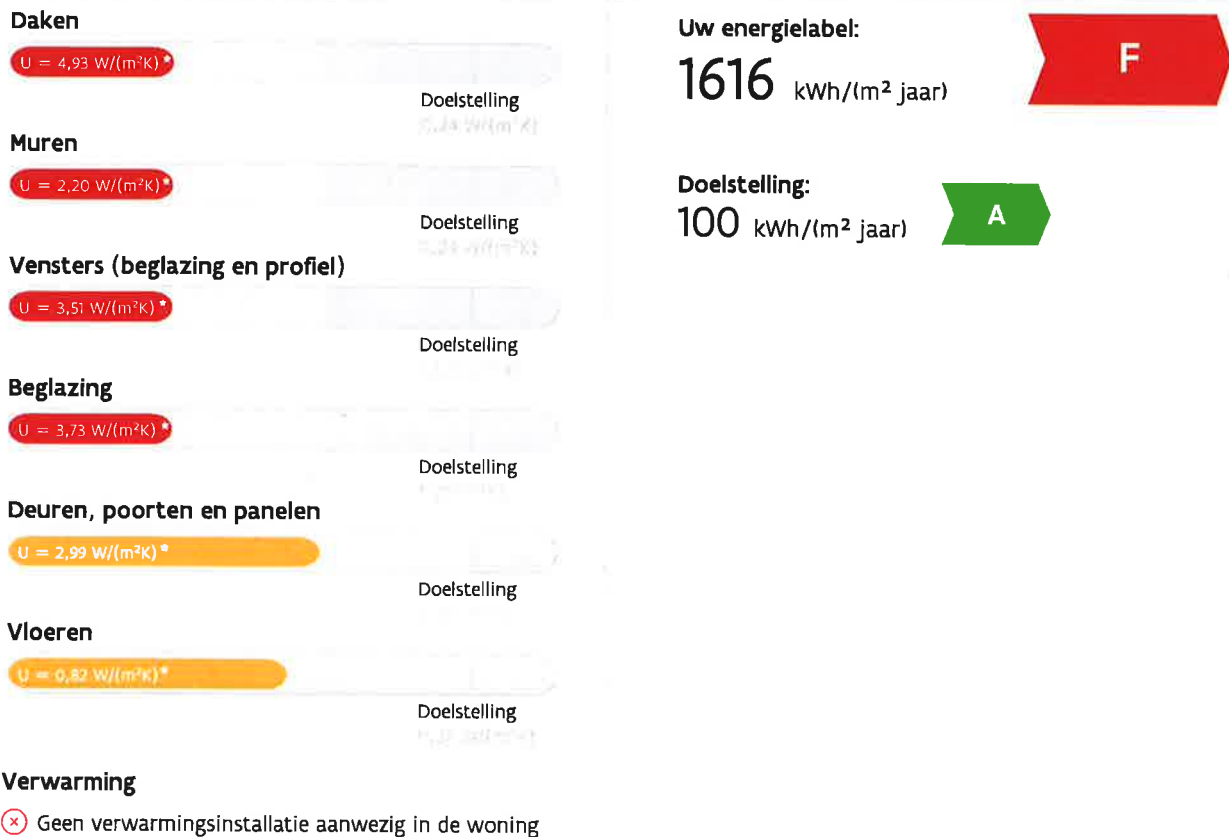 Daken
U = 4,93 W/(m²K) *
Doelstelling
Muren
U = 2,20 W/(m²K) *
Doelstelling
Vensters (beglazing en profiel)
U = 3,51 W/(m²K) *
Doelstelling
Beglazing
U = 3,73 W/(m²K) *
Doelstelling
Deuren, poorten en panelen
U = 2,99 W/(m²K) *
Doelstelling
Vloeren
U = 0,82 W/(m²K) *
Doelstelling
Verwarming
Geen verwarmingsinstallatie aanwezig in de woning
Uw energielabel:
1616 kWh/(m² jaar)
F
Doelstelling:
100 kWh/(m² jaar)
A